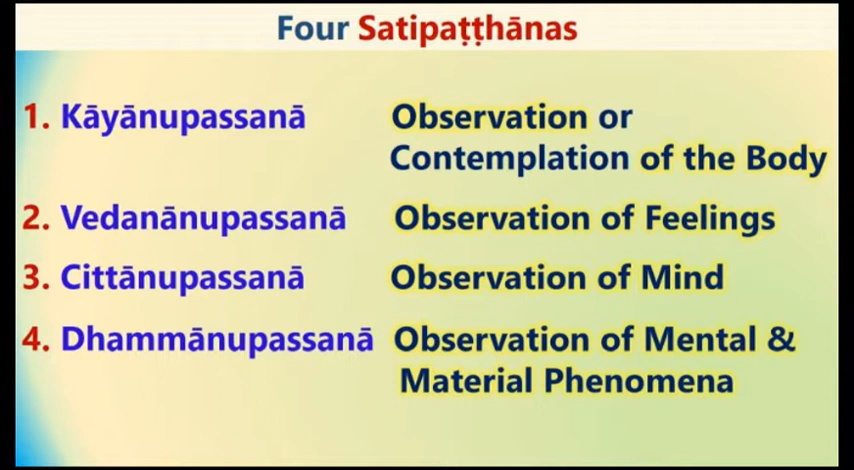 Four Satipaṭṭhānas
1. Kāyānupassanā Observation or
Contemplation of the Body
2. Vedanānupassanā Observation of Feelings
3. Cittānupassanā Observation of Mind
4. Dhammānupassanā Observation of Mental &
Material Phenomena